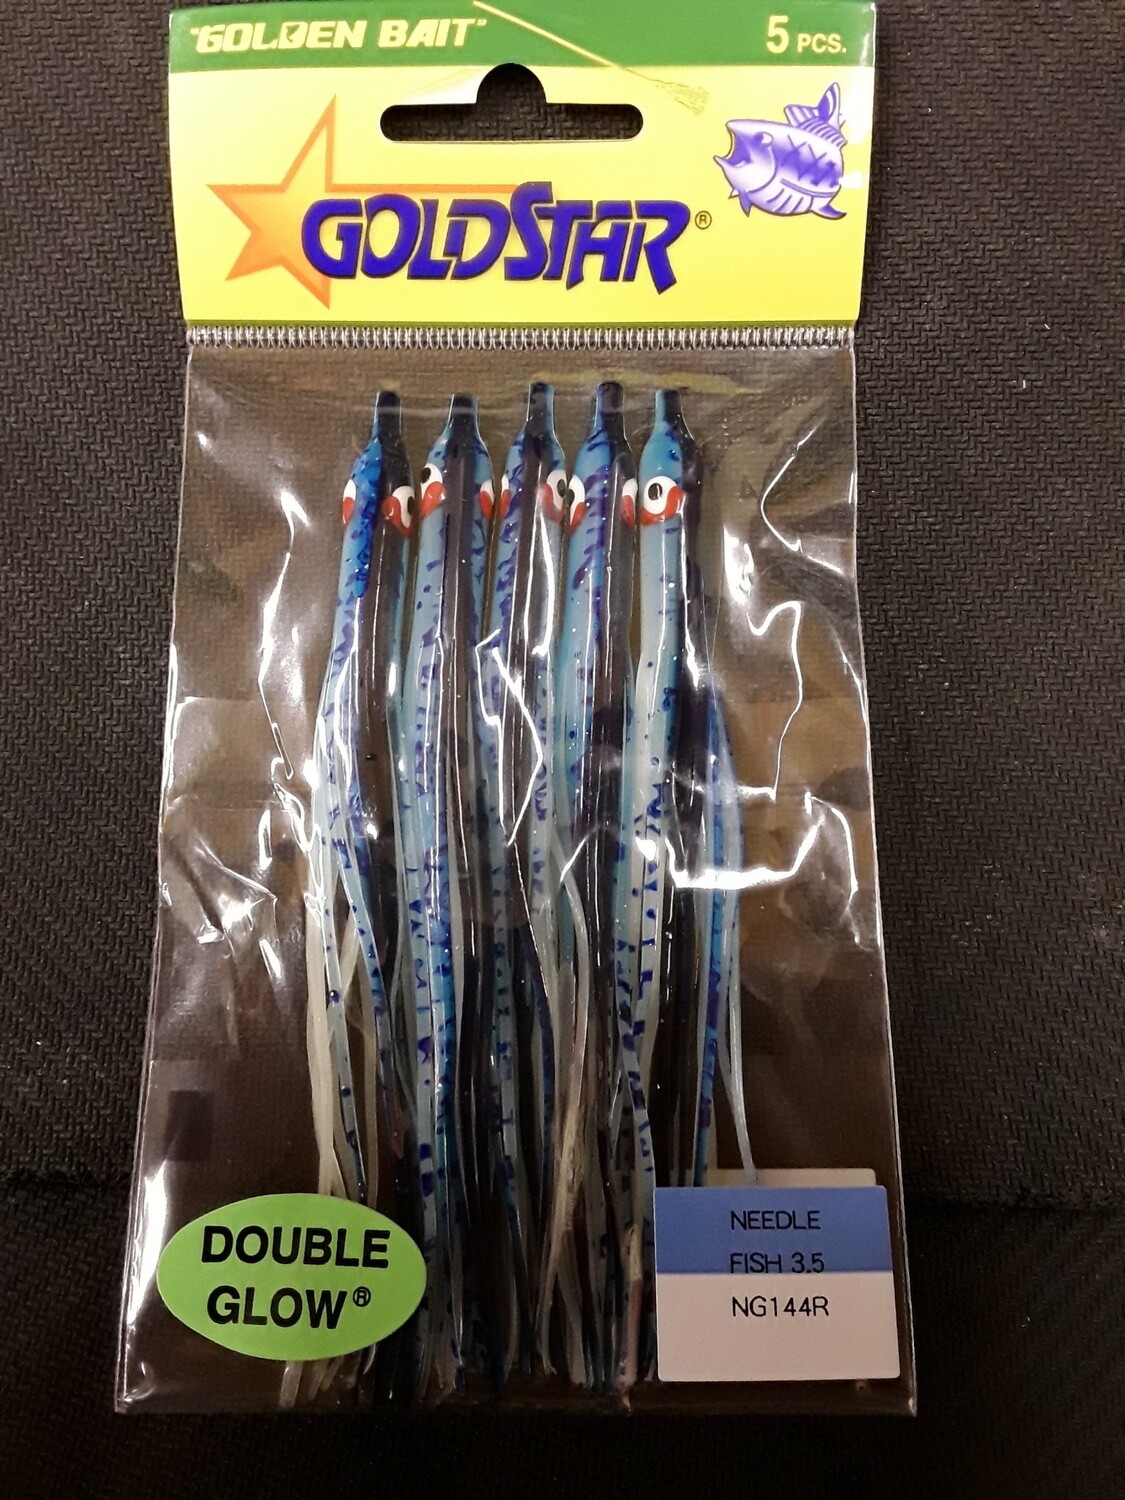 "GOLDEN BAIT"
5 PCS.
GOLDSTAR®
DOUBLE
GLOW®
NEEDLE
FISH 3.5
NG144R